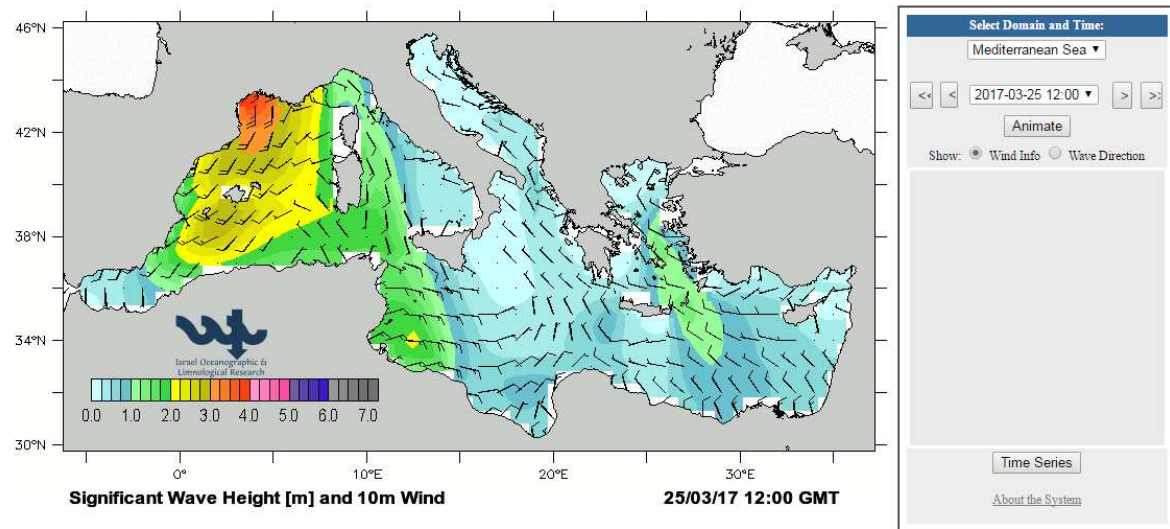 46°N
42°N
38°N
34°N
30°N
Israel Oceanographic &
Limnological Research
0.0 1.0 2.0 3.0 4.0 5.0 6.0 7.0
0° 10°E 20°E 30°E
Significant Wave Height [m] and 10m Wind 25/03/17 12:00 GMT
Select Domain and Time:
Mediterranean Sea
< 2017-03-25 12:00 >
Animate
Show: Wind Info Wave Direction
Time Series
About the System